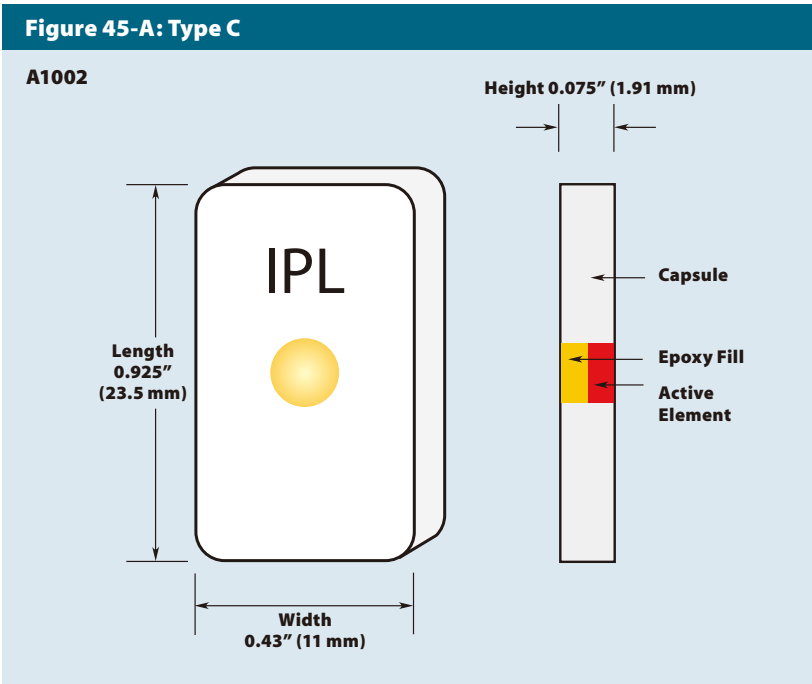 Figure 45-A: Type C
A1002
Height 0.075” (1.91 mm)
IPL
Capsule
Length
0.925”
(23.5 mm)
Epoxy Fill
Active
Element
Width
0.43” (11 mm)